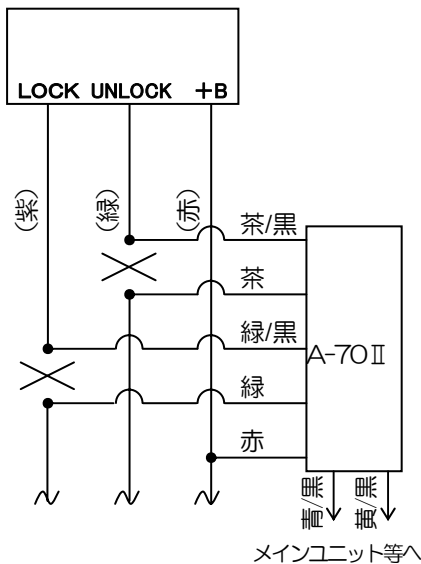 LOCK UNLOCK +B
(紫)
(緑)
(赤)
茶/黒
茶
緑/黒
A-70Ⅱ
緑
赤
青/黒
黄/黒
メインユニット等へ